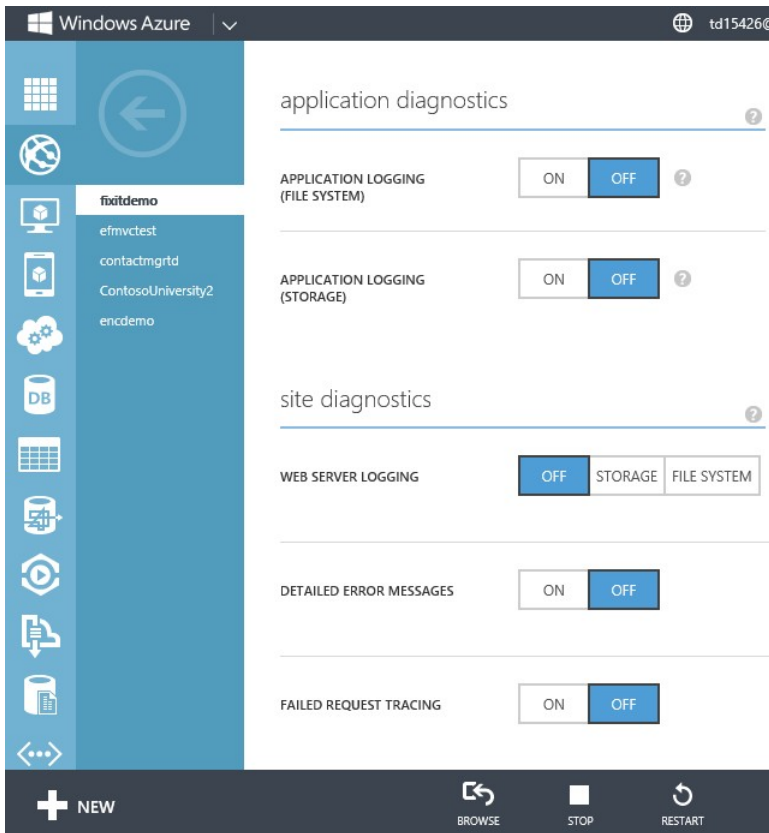 Windows Azure
td15426@
fixitdemo
efmvctest
contactmgrtd
ContosoUniversity2
encdemo
DB
application diagnostics
?
APPLICATION LOGGING
(FILE SYSTEM)
ON OFF ?
APPLICATION LOGGING
(STORAGE)
ON OFF ?
site diagnostics
?
WEB SERVER LOGGING
OFF STORAGE FILE SYSTEM
DETAILED ERROR MESSAGES
ON OFF
FAILED REQUEST TRACING
ON OFF
NEW
BROWSE
STOP
RESTART